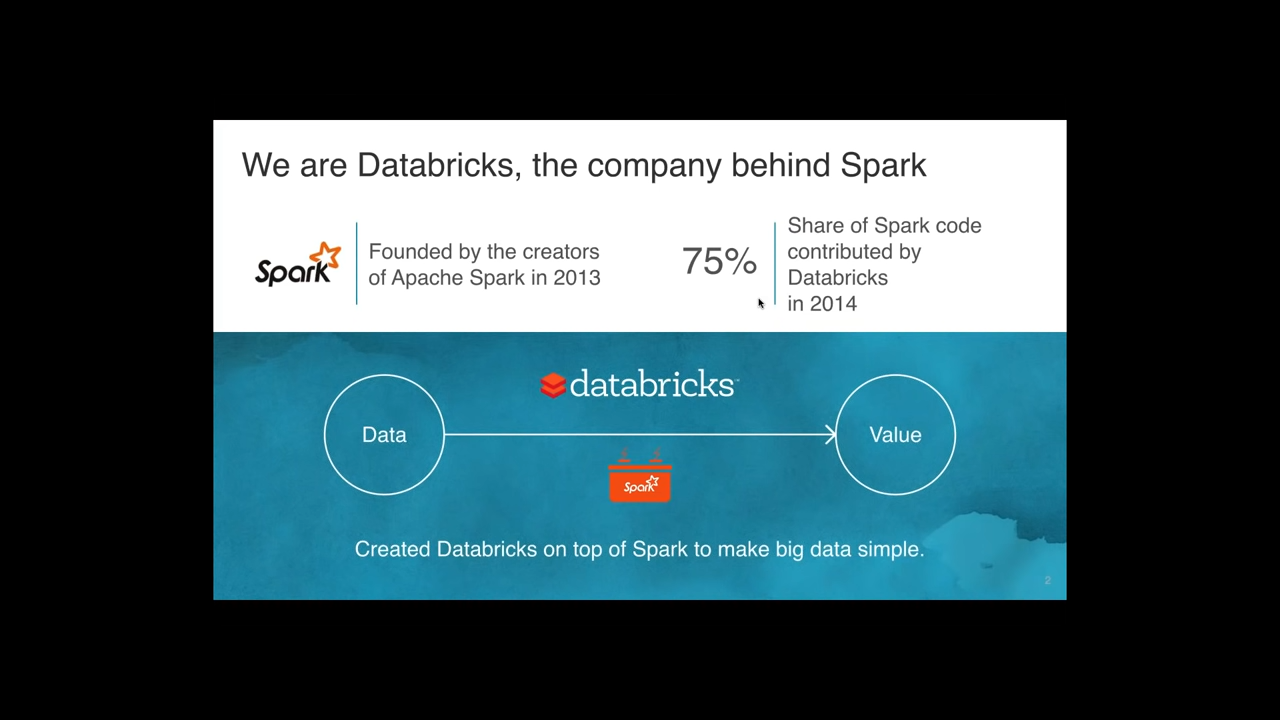 We are Databricks, the company behind Spark
Spark
Founded by the creators
of Apache Spark in 2013
75%
Share of Spark code
contributed by
Databricks
in 2014
databricks
Data
Value
Spark
Created Databricks on top of Spark to make big data simple.
2